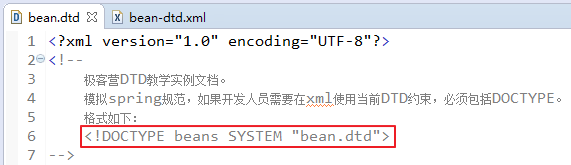 bean.dtd bean-dtd.xml
1 <?xml version="1.0" encoding="UTF-8"?>
2 <!--
3 极客营DTD教学实例文档。
4 模拟spring规范，如果开发人员需要在xml使用当前DTD约束，必须包括DOCTYPE。
5 格式如下：
6 <!DOCTYPE beans SYSTEM "bean.dtd">
7 -->